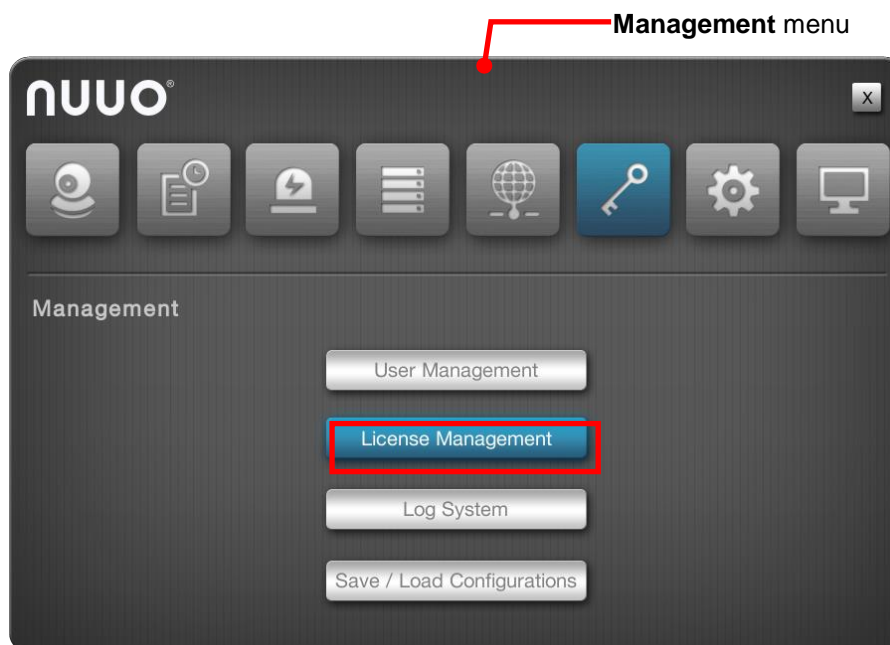 Management menu
nuuo®
X
Management
User Management
License Management
Log System
Save / Load Configurations